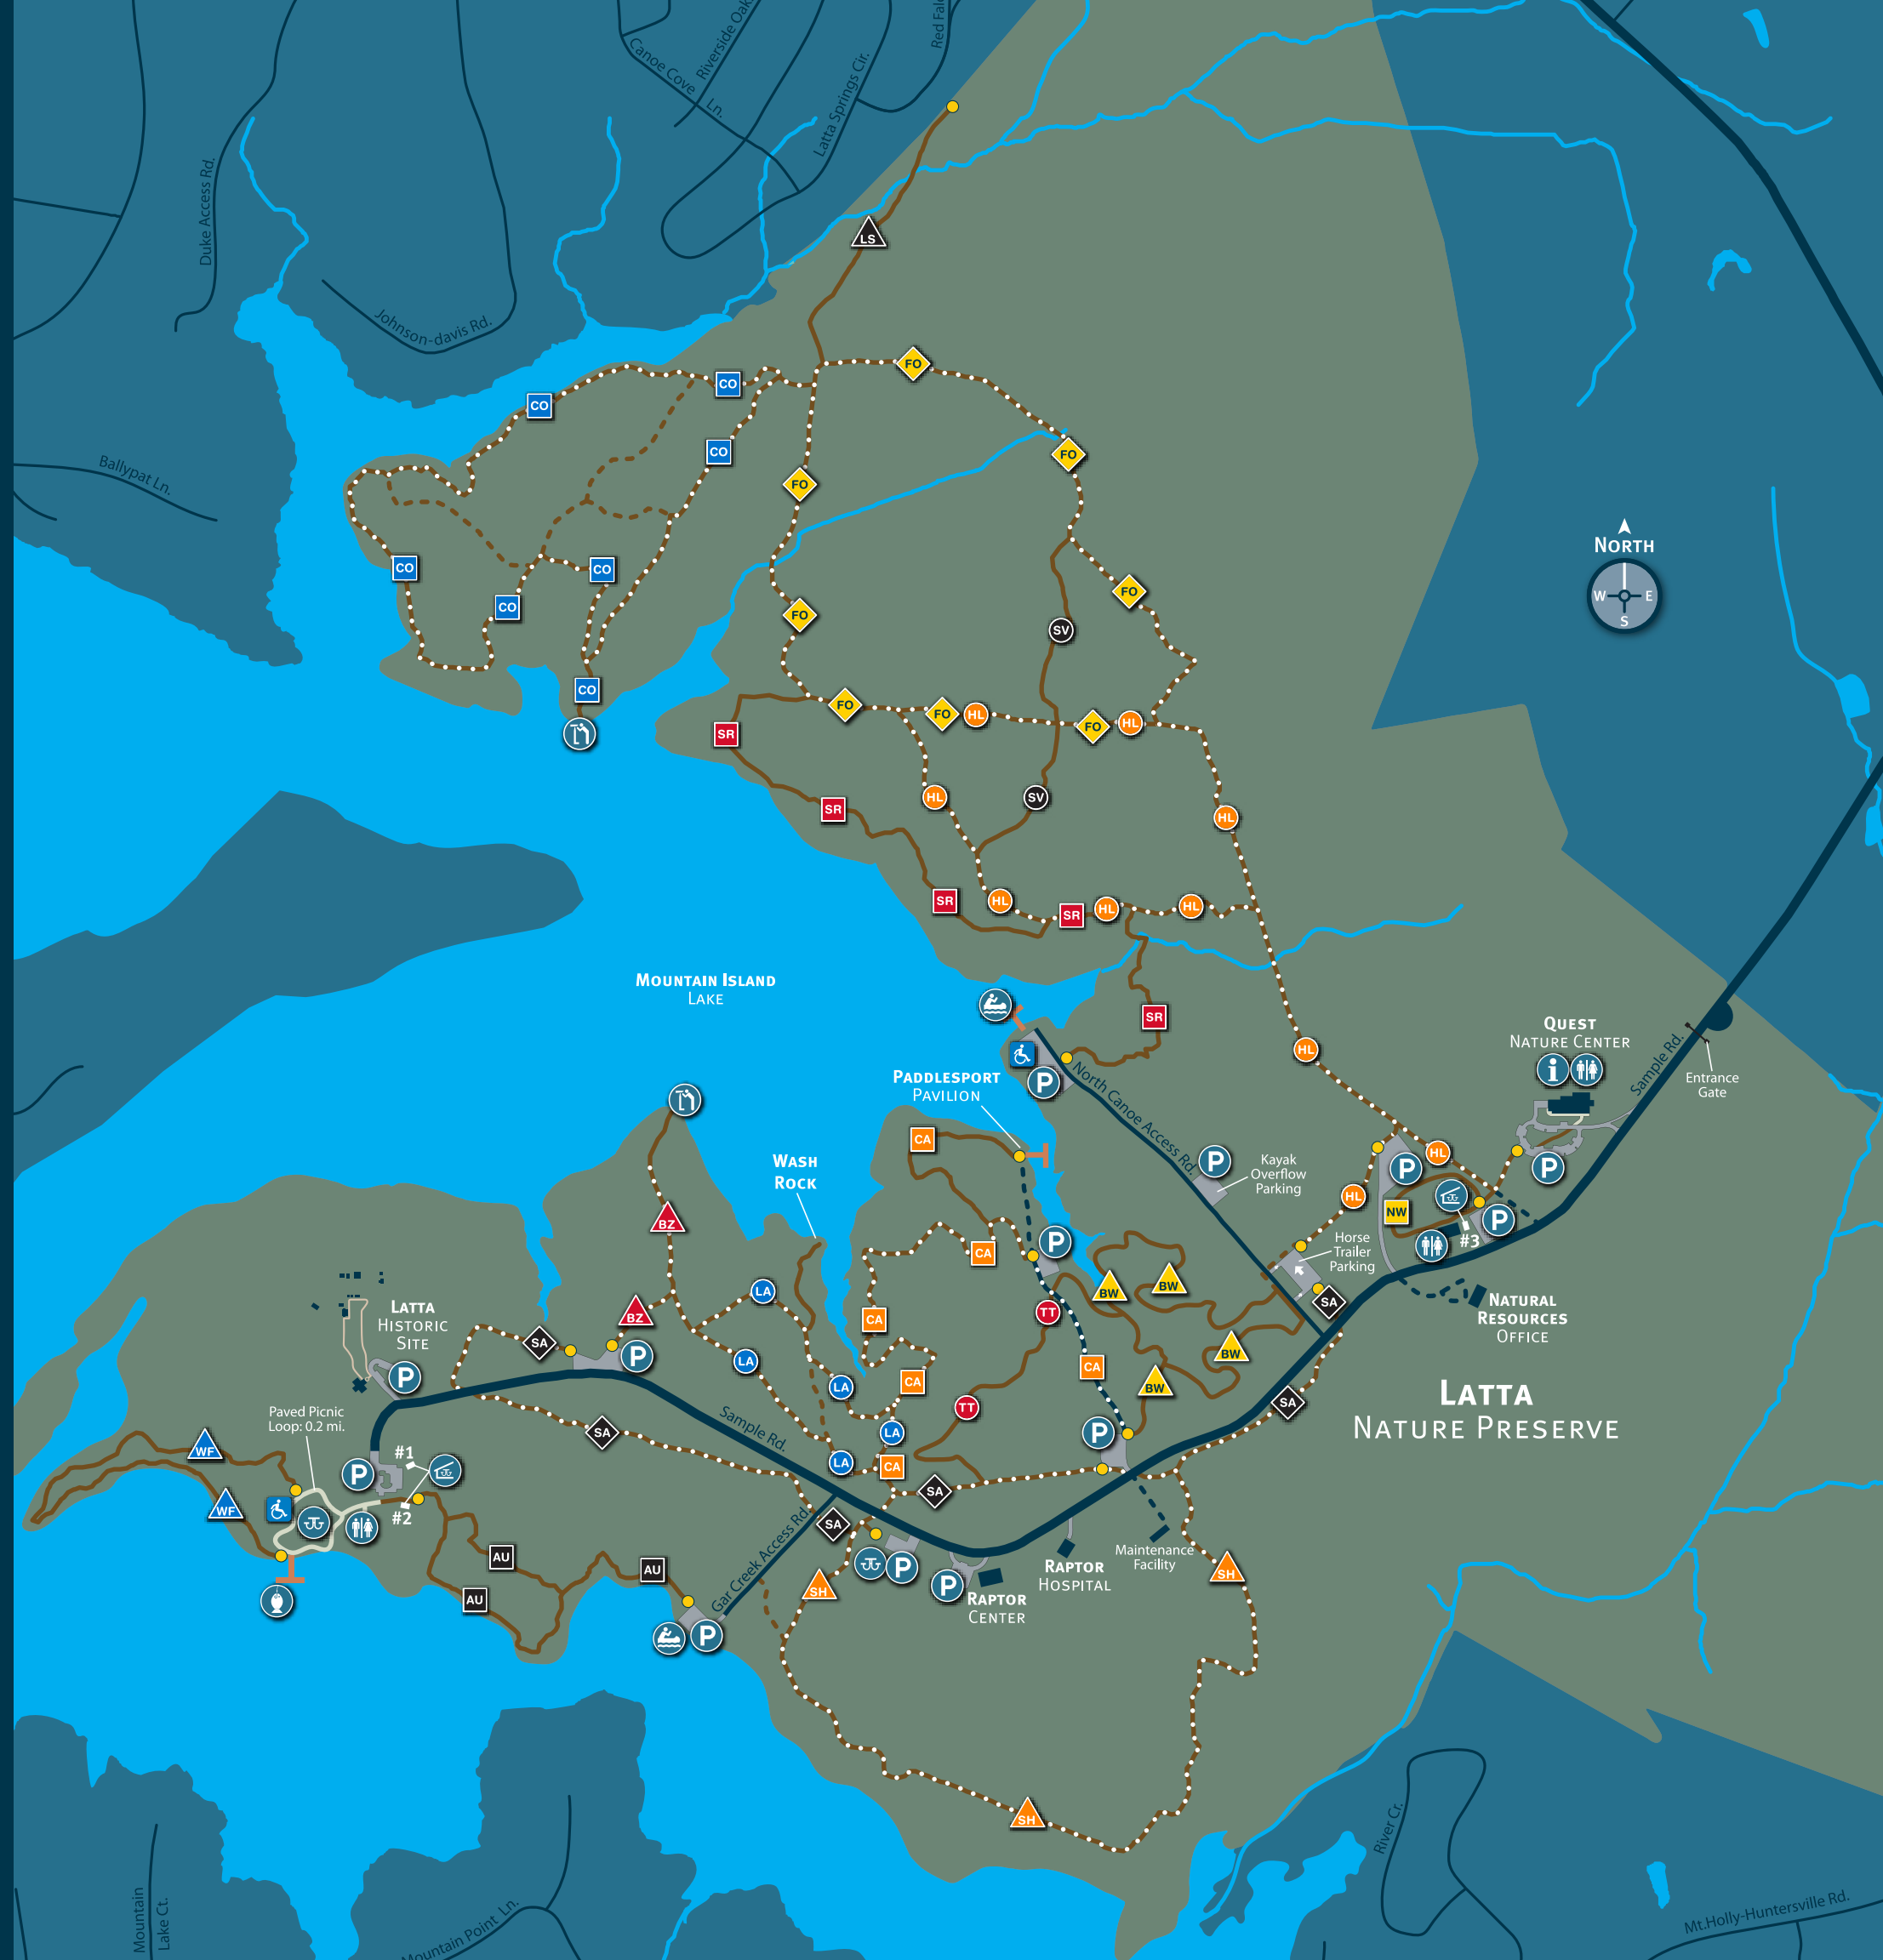 Canoe Cove Ln.
Riverside Oak
Latta Springs Cir.
Duke Access Rd.
Johnson-davis Rd.
LS
FO
CO
CO
FO
CO
FO
Ballypat Ln.
CO
CO
FO
CO
FO
SV
NORTH
W
E
S
CO
FO
FO
HL
FO
HL
SR
HL
SV
SR
HL
SR
HL
SR
HL
HL
MOUNTAIN ISLAND
LAKE
SR
HL
QUEST
NATURE CENTER
i
Sample Rd.
Entrance
Gate
PADDLESPORT
PAVILION
P
North Canoe Access Rd.
CA
WASH
ROCK
P
Kayak
Overflow
Parking
HL
P
P
HL
NW
P
#3
BZ
CA
P
Horse
Trailer
Parking
BW
BW
LA
BZ
CA
TT
SA
NATURAL
RESOURCES
OFFICE
LATTA
HISTORIC
SITE
SA
P
P
LA
LA
CA
CA
BW
BW
LATTA
NATURE PRESERVE
TT
SA
Paved Picnic
Loop: 0.2 mi.
SA
Sample Rd.
LA
P
WF
#1
P
LA
CA
SA
WF
#2
SA
Gar Creek Access Rd.
AU
AU
AU
P
P
P
SH
RAPTOR
CENTER
RAPTOR
HOSPITAL
Maintenance
Facility
SH
SH
River Cr.
Mountain
Lake Ct.
Mountain Point Ln.
Mt.Holly-Huntersville Rd.